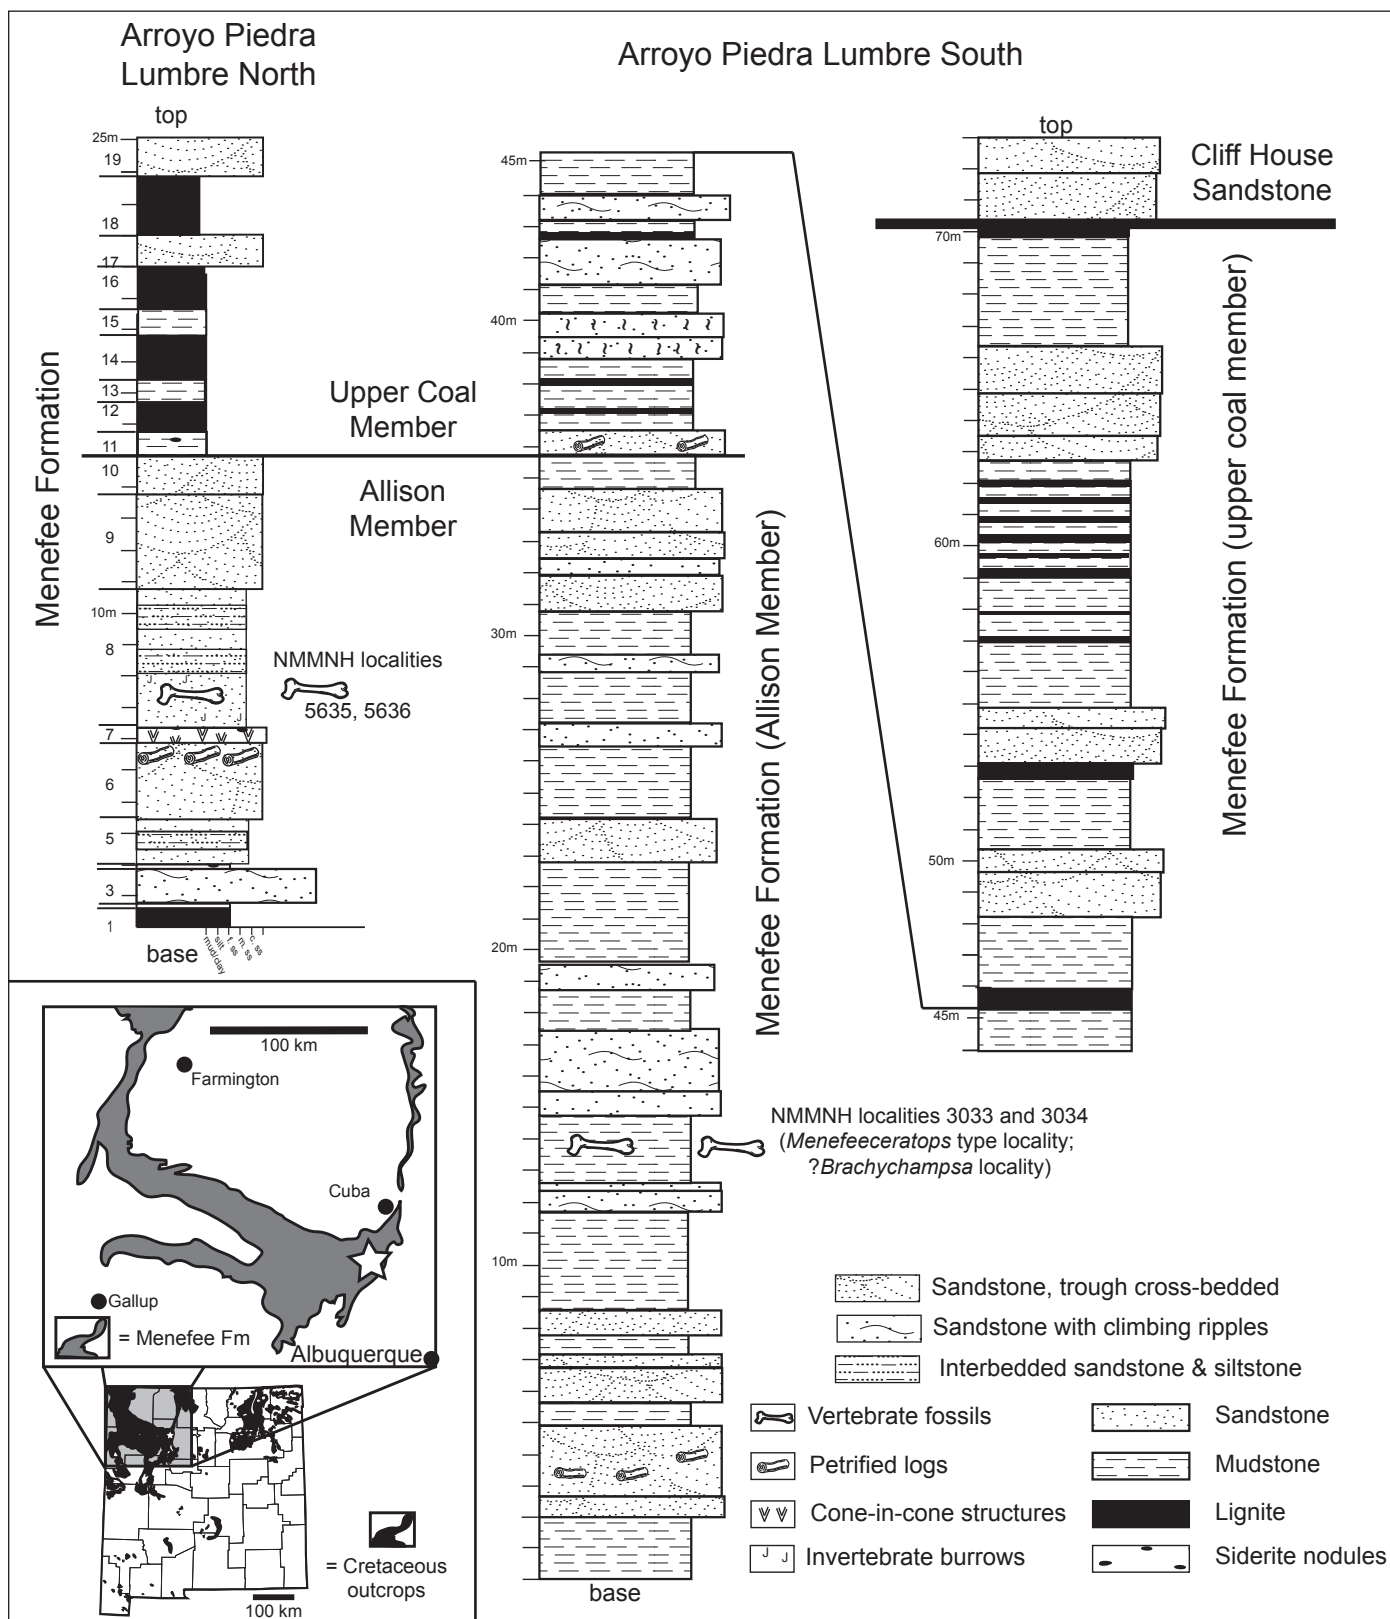 Arroyo Piedra
Lumbre North
top
25m
19
18
17
16
15
14
13
12
11
10
9
10m
8
7
6
5
3
1
base
mud/clay
silt
f. ss
m. ss
c. ss
Menefee Formation
Upper Coal
Member
Allison
Member
NMMNH localities
5635, 5636
Arroyo Piedra Lumbre South
45m
40m
30m
20m
10m
base
Menefee Formation (Allison Member)
NMMNH localities 3033 and 3034
(Menefeeceratops type locality;
?Brachychampsa locality)
top
Cliff House
Sandstone
70m
60m
50m
45m
Menefee Formation (upper coal member)
100 km
Farmington
Cuba
Gallup
= Menefee Fm
Albuquerque
= Cretaceous
outcrops
100 km
Sandstone, trough cross-bedded
Sandstone with climbing ripples
Interbedded sandstone & siltstone
Vertebrate fossils
Sandstone
Petrified logs
Mudstone
Cone-in-cone structures
Lignite
J J
Invertebrate burrows
Siderite nodules